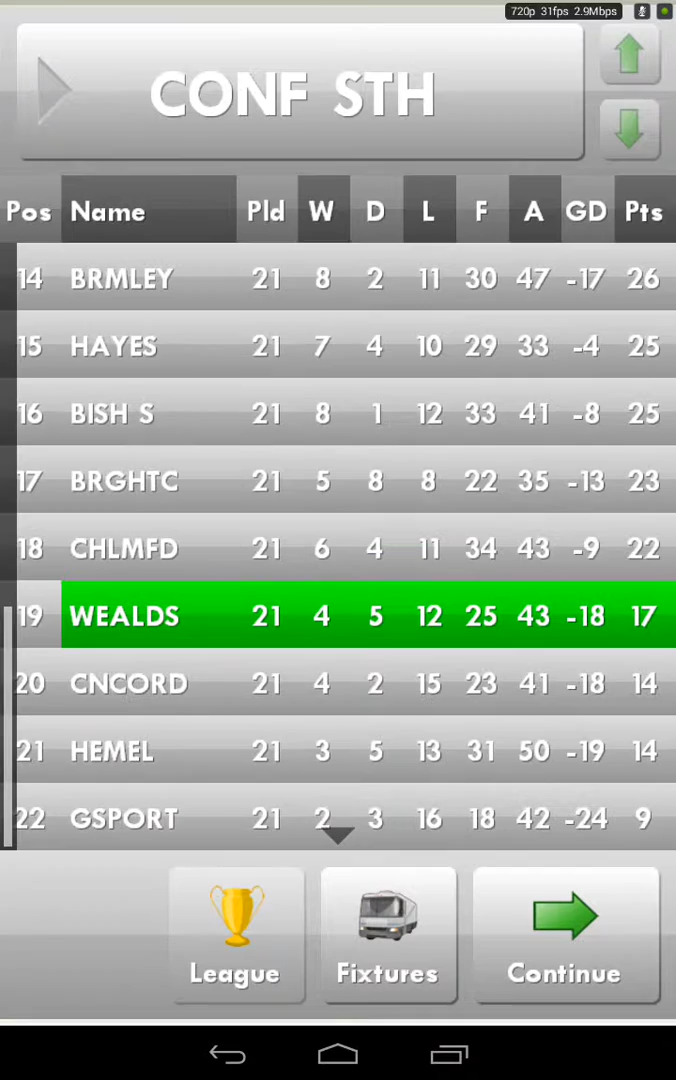 720p 31fps 2.9Mbps
CONF STH
Pos Name Pld W D L F A GD Pts
14 BRMLEY 21 8 2 11 30 47 -17 26
15 HAYES 21 7 4 10 29 33 -4 25
16 BISH S 21 8 1 12 33 41 -8 25
17 BRGHTC 21 5 8 8 22 35 -13 23
18 CHLMFD 21 6 4 11 34 43 -9 22
19 WEALDS 21 4 5 12 25 43 -18 17
20 CNCORD 21 4 2 15 23 41 -18 14
21 HEMEL 21 3 5 13 31 50 -19 14
22 GSPORT 21 2 3 16 18 42 -24 9
League Fixtures Continue